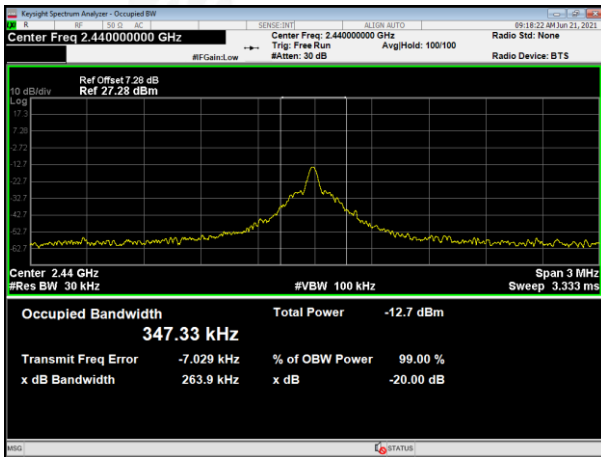 Keysight Spectrum Analyzer - Occupied BW
R RF 50 Ω AC SENSE:INT ALIGN AUTO 09:18:22 AM Jun 21, 2021
Center Freq 2.440000000 GHz Center Freq: 2.440000000 GHz Radio Std: None
Trig: Free Run Avg|Hold: 100/100
#IFGain:Low #Atten: 30 dB Radio Device: BTS
Ref Offset 7.28 dB
10 dB/div Ref 27.28 dBm
Log
17.3
7.28
-2.72
-12.7
-22.7
-32.7
-42.7
-52.7
-62.7
Center 2.44 GHz Span 3 MHz
#Res BW 30 kHz #VBW 100 kHz Sweep 3.333 ms
Occupied Bandwidth Total Power -12.7 dBm
347.33 kHz
Transmit Freq Error -7.029 kHz % of OBW Power 99.00 %
x dB Bandwidth 263.9 kHz x dB -20.00 dB
MSG STATUS